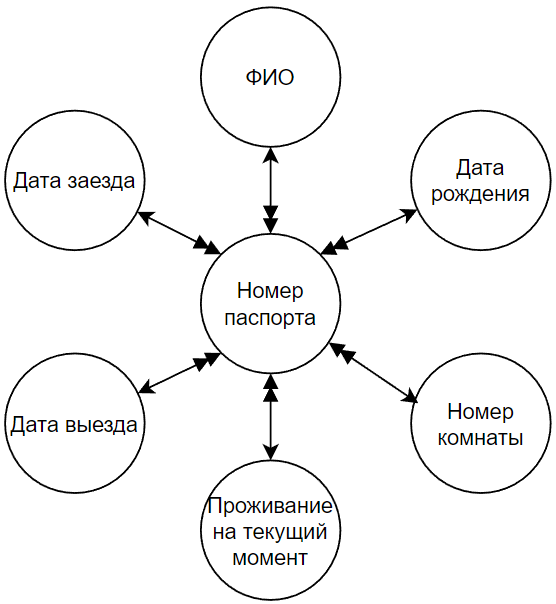 ФИО
Дата заезда
Дата
рождения
Номер
паспорта
Дата выезда
Номер
комнаты
Проживание
на текущий
момент